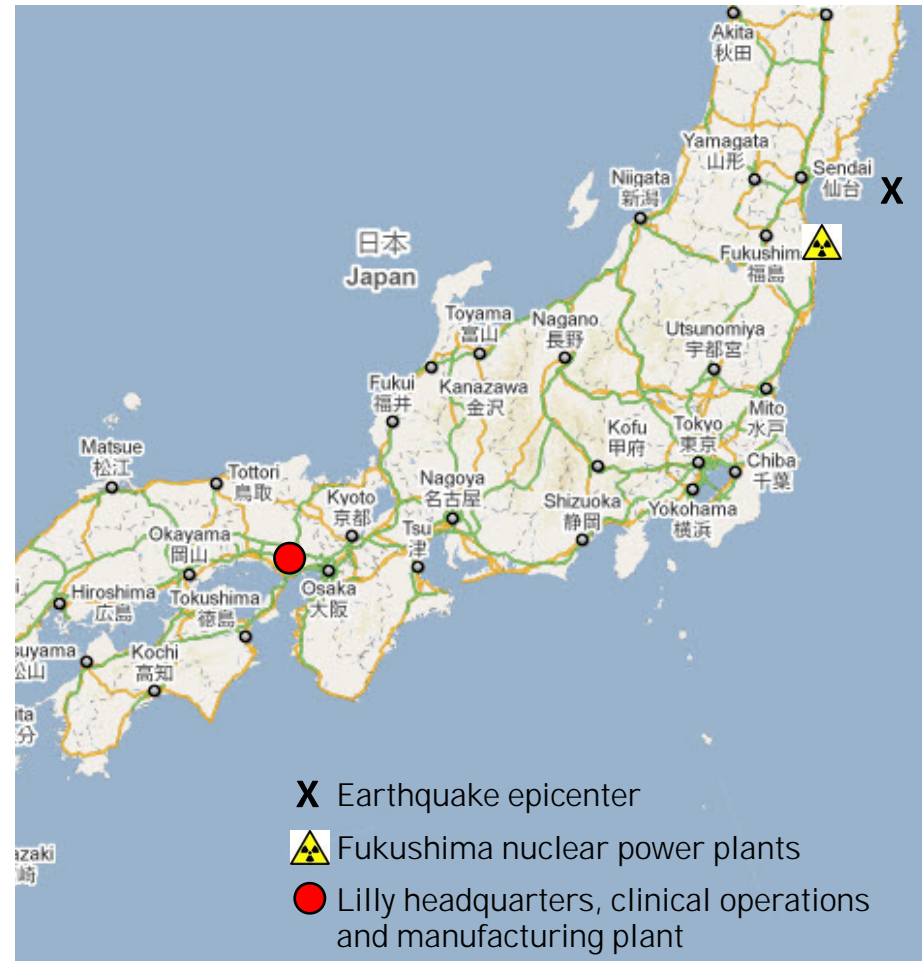 Akita
秋田
Yamagata
山形
Sendai
仙台
X
Niigata
新潟
日本
Japan
Fukushim
福島
Toyama
富山
Nagano
長野
Utsunomiya
宇都宮
Fukui
福井
Kanazawa
金沢
Mito
水戸
Kofu
甲府
Tokyo
東京
Chiba
千葉
Matsue
松江
Tottori
鳥取
Kyoto
京都
Nagoya
名古屋
Shizuoka
静岡
Yokohama
横浜
Tsu
津
Okayama
岡山
Osaka
大阪
Hiroshima
広島
Tokushima
徳島
suyama
松山
Kochi
高知
ita
分
azaki
崎
X Earthquake epicenter
Fukushima nuclear power plants
Lilly headquarters, clinical operations
and manufacturing plant